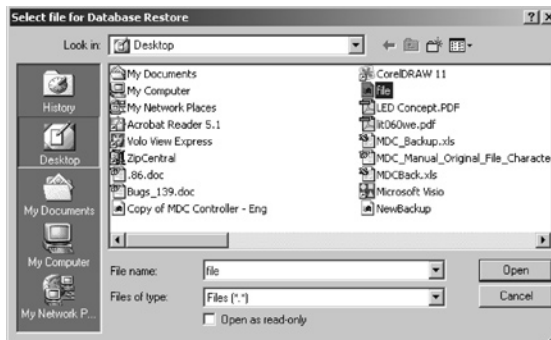 Select file for Database Restore
Look in: Desktop
History
Desktop
My Documents
My Computer
My Network P...
My Documents
My Computer
My Network Places
Acrobat Reader 5.1
Volo View Express
ZipCentral
.86.doc
Bugs_139.doc
Copy of MDC Controller - Eng
CorelDRAW 11
file
LED Concept.PDF
lit060we.pdf
MDC_Backup.xls
MDC_Manual_Original_File_Characte
MDCBack.xls
Microsoft Visio
NewBackup
File name: file
Open
Files of type: Files (*.*)
Cancel
Open as read-only